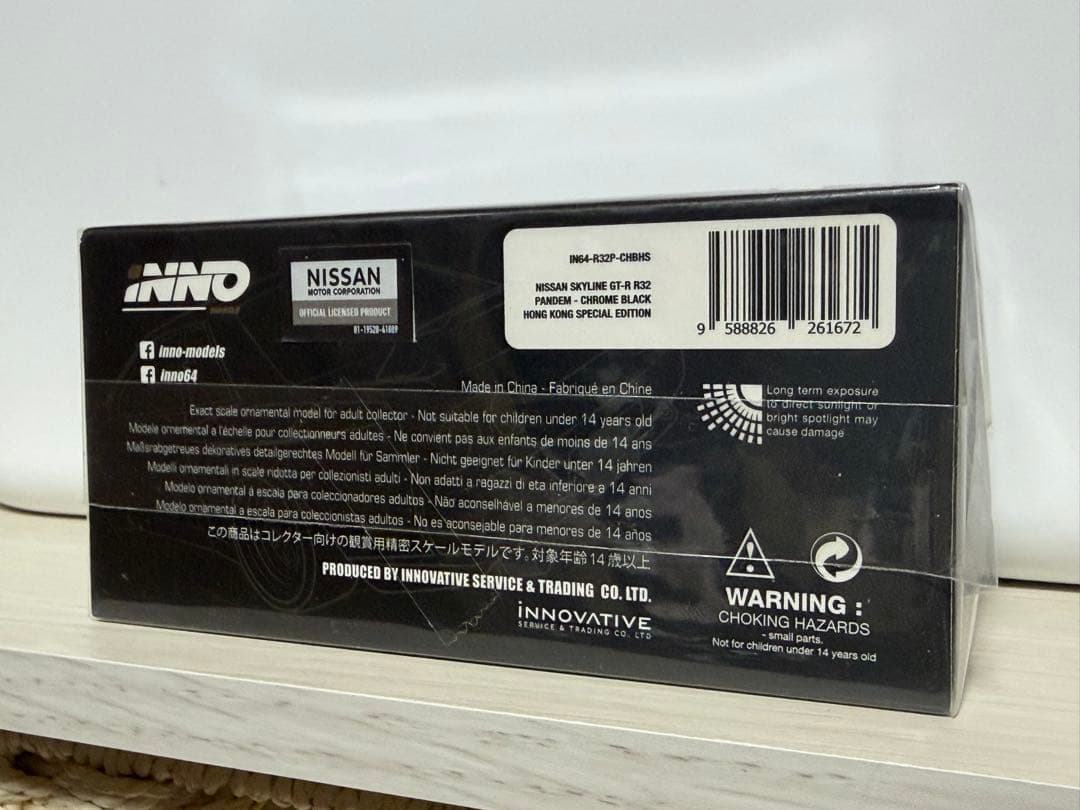 INNO
NISSAN
MOTOR CORPORATION
OFFICIAL LICENSED PRODUCT
inno-models
inno64
IN64-R32P-CHBHS
NISSAN SKYLINE GT-R R32
PANDEM - CHROME BLACK
HONG KONG SPECIAL EDITION
9 588826 261672
Made in China - Fabriqué en Chine
Exact scale ornamental model for adult collector - Not suitable for children under 14 years old
Modele ornemental a l'échelle pour collectionneurs adultes - Ne convient pas aux enfants de moins de 14 ans
Maßsrabgetreues dekoratives detailgerechtes Modell für Sammler - Nicht geeignet für Kinder unter 14 jahren
Modelli ornamentali in scale ridotta per collezionisti adulti - Non adatti a ragazzi di eta inferiore a 14 anni
Modelo ornamental à escala para coleccionadores adultos - Não aconselhável a menores de 14 anos
Modelo ornamental a escala para coleccionistas adultos - No es aconsejable para menores de 14 anos
この商品はコレクター向けの観賞用精密スケールモデルです。対象年齢14歳以上
PRODUCED BY INNOVATIVE SERVICE & TRADING CO. LTD.
INNOVATIVE
SERVICE & TRADING CO. LTD
Long term exposure
to direct sunlight or
bright spotlight may
cause damage
WARNING :
CHOKING HAZARDS
- small parts.
Not for children under 14 years old